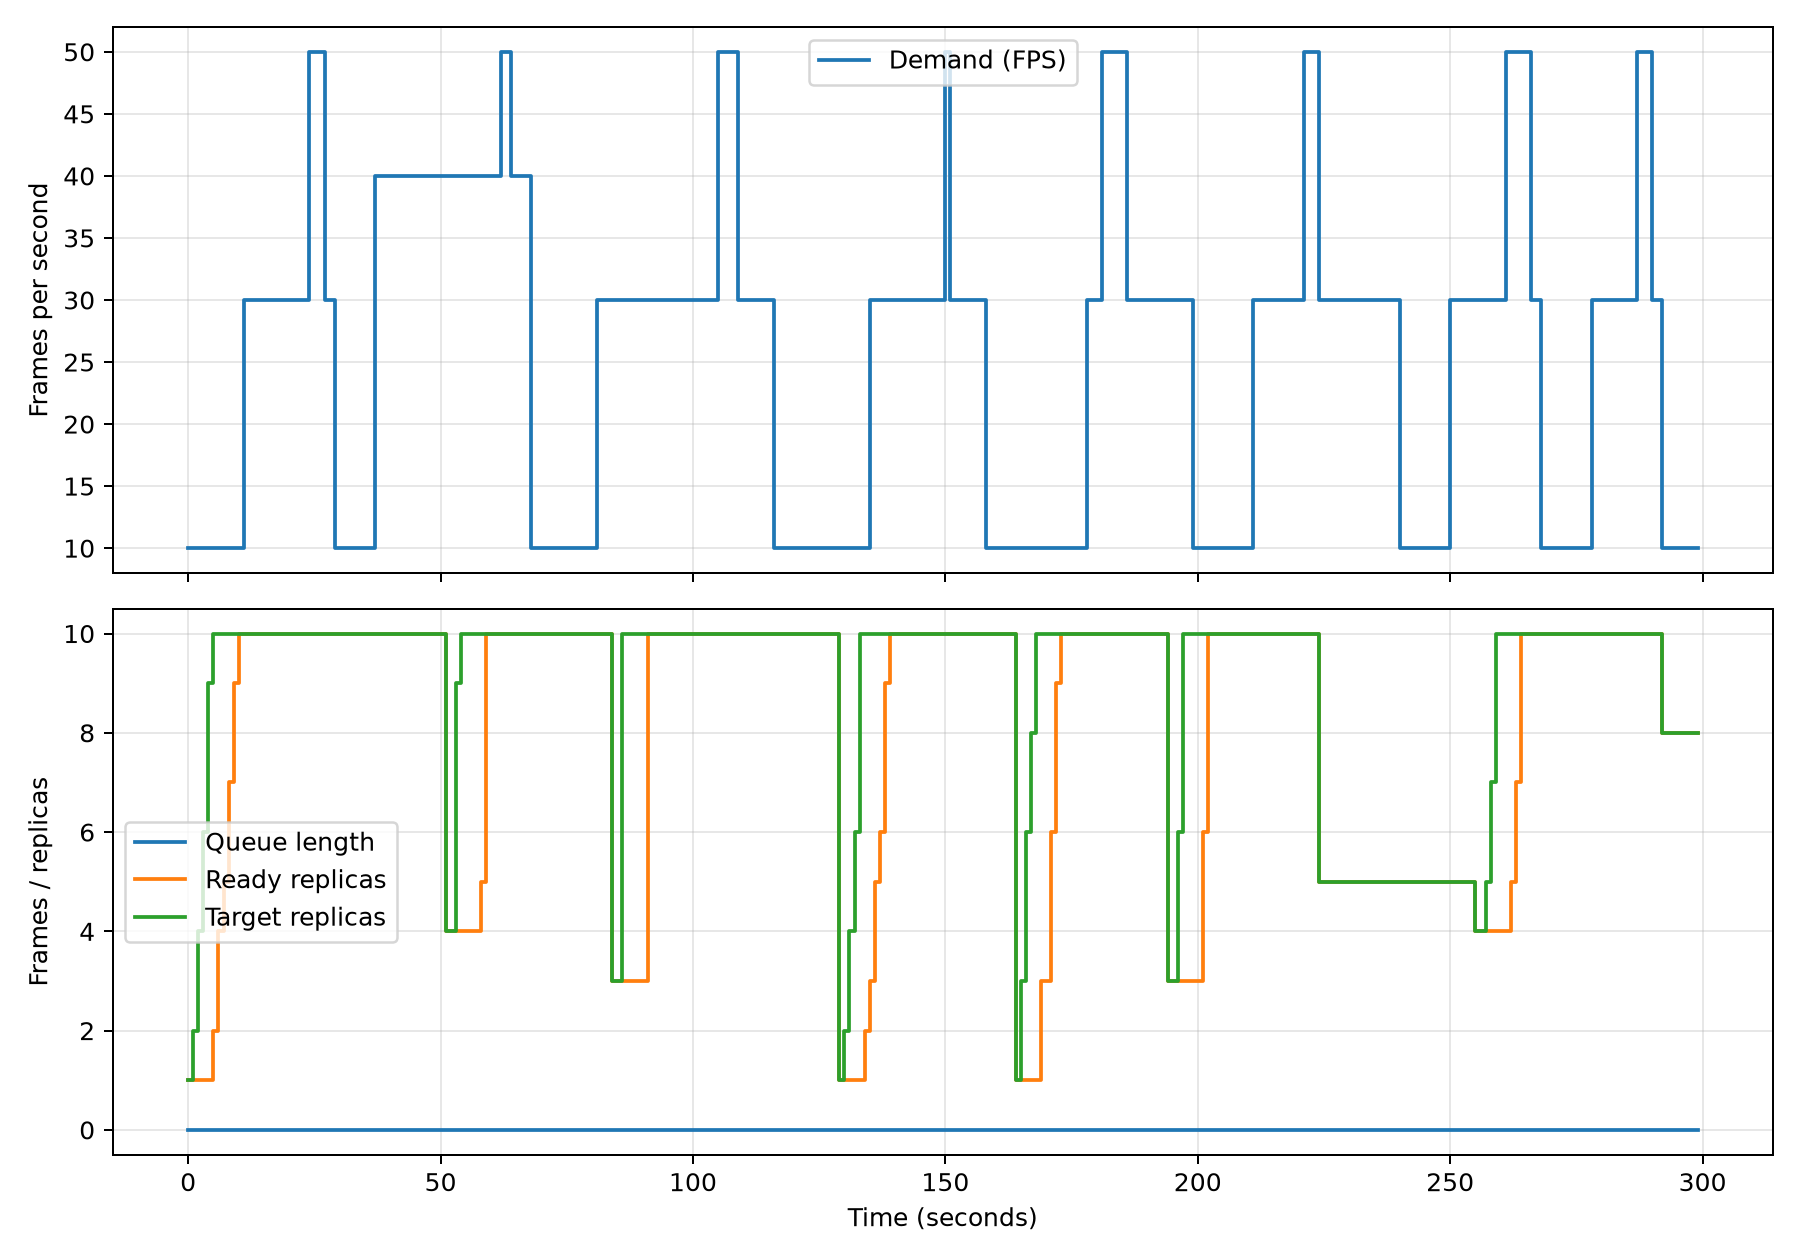 50
45
40
35
30
25
20
15
10
Frames per second
Demand (FPS)
10
8
6
4
2
0
Frames / replicas
Queue length
Ready replicas
Target replicas
0 50 100 150 200 250 300
Time (seconds)